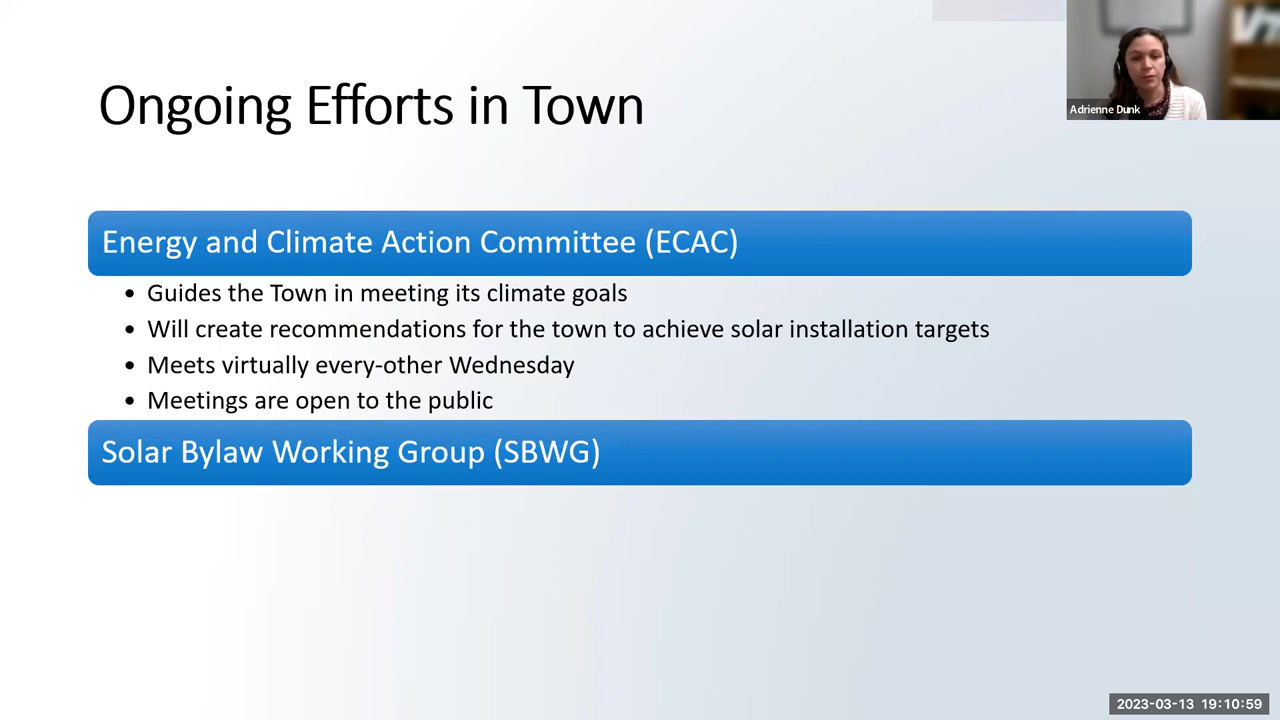 Adrienne Dunk
Ongoing Efforts in Town
Energy and Climate Action Committee (ECAC)
• Guides the Town in meeting its climate goals
• Will create recommendations for the town to achieve solar installation targets
• Meets virtually every-other Wednesday
• Meetings are open to the public
Solar Bylaw Working Group (SBWG)
2023-03-13 19:10:59